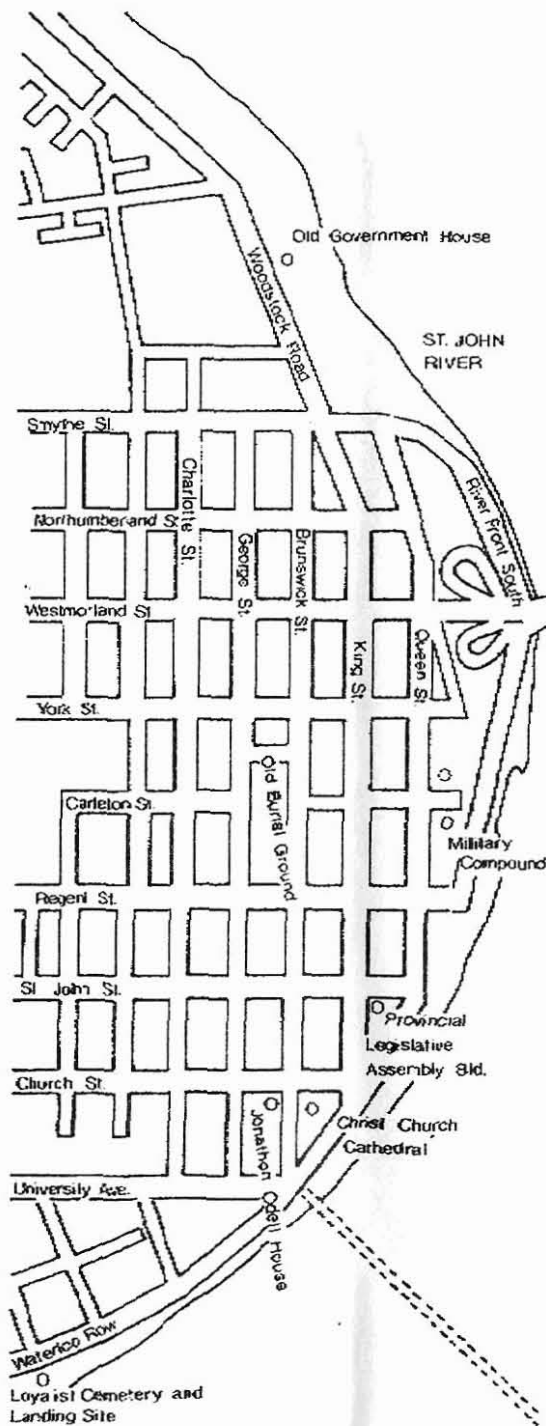 Old Government House
Woodstock Road
ST. JOHN
RIVER
Smythe St.
Charlotte St.
River Front South
Northumberland St
George St.
Brunswick St.
Westmorland St
King St.
Queen St.
York St.
Old Burial Ground
Carleton St.
Military
Compound
Regent St.
St John St.
Provincial
Legislative
Assembly Bld.
Church St.
Jonathon Odell House
Christ Church
Cathedral
University Ave.
Waterloo Row
Loyalist Cemetery and
Landing Site